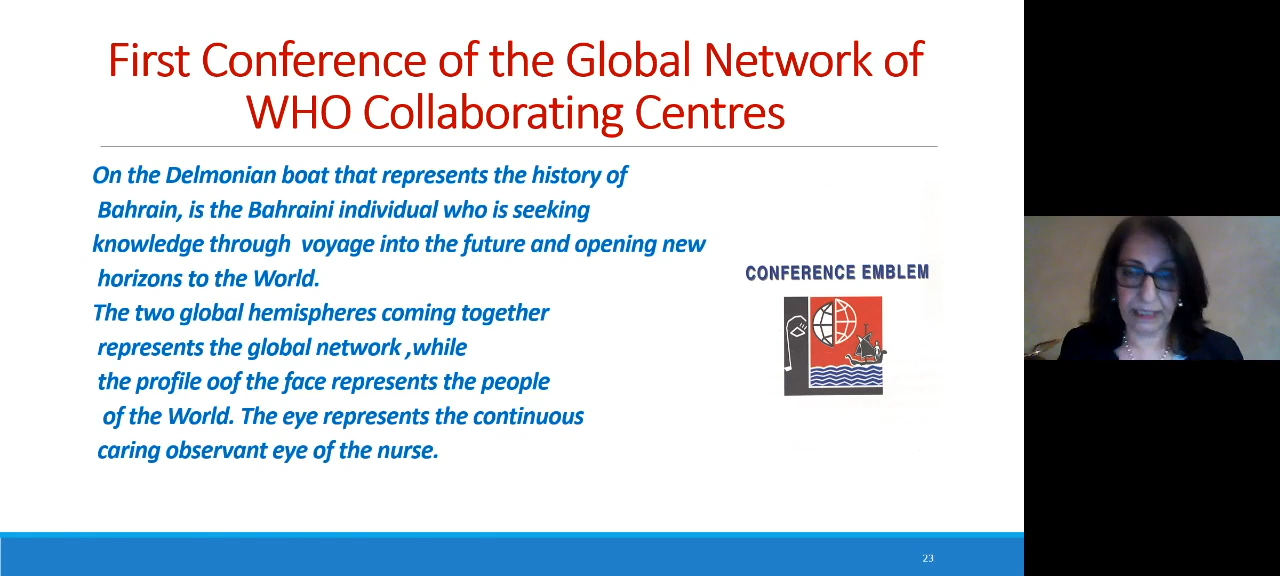 First Conference of the Global Network of
WHO Collaborating Centres
On the Delmonian boat that represents the history of
Bahrain, is the Bahraini individual who is seeking
knowledge through voyage into the future and opening new
horizons to the World.
The two global hemispheres coming together
represents the global network ,while
the profile oof the face represents the people
of the World. The eye represents the continuous
caring observant eye of the nurse.
CONFERENCE EMBLEM
23